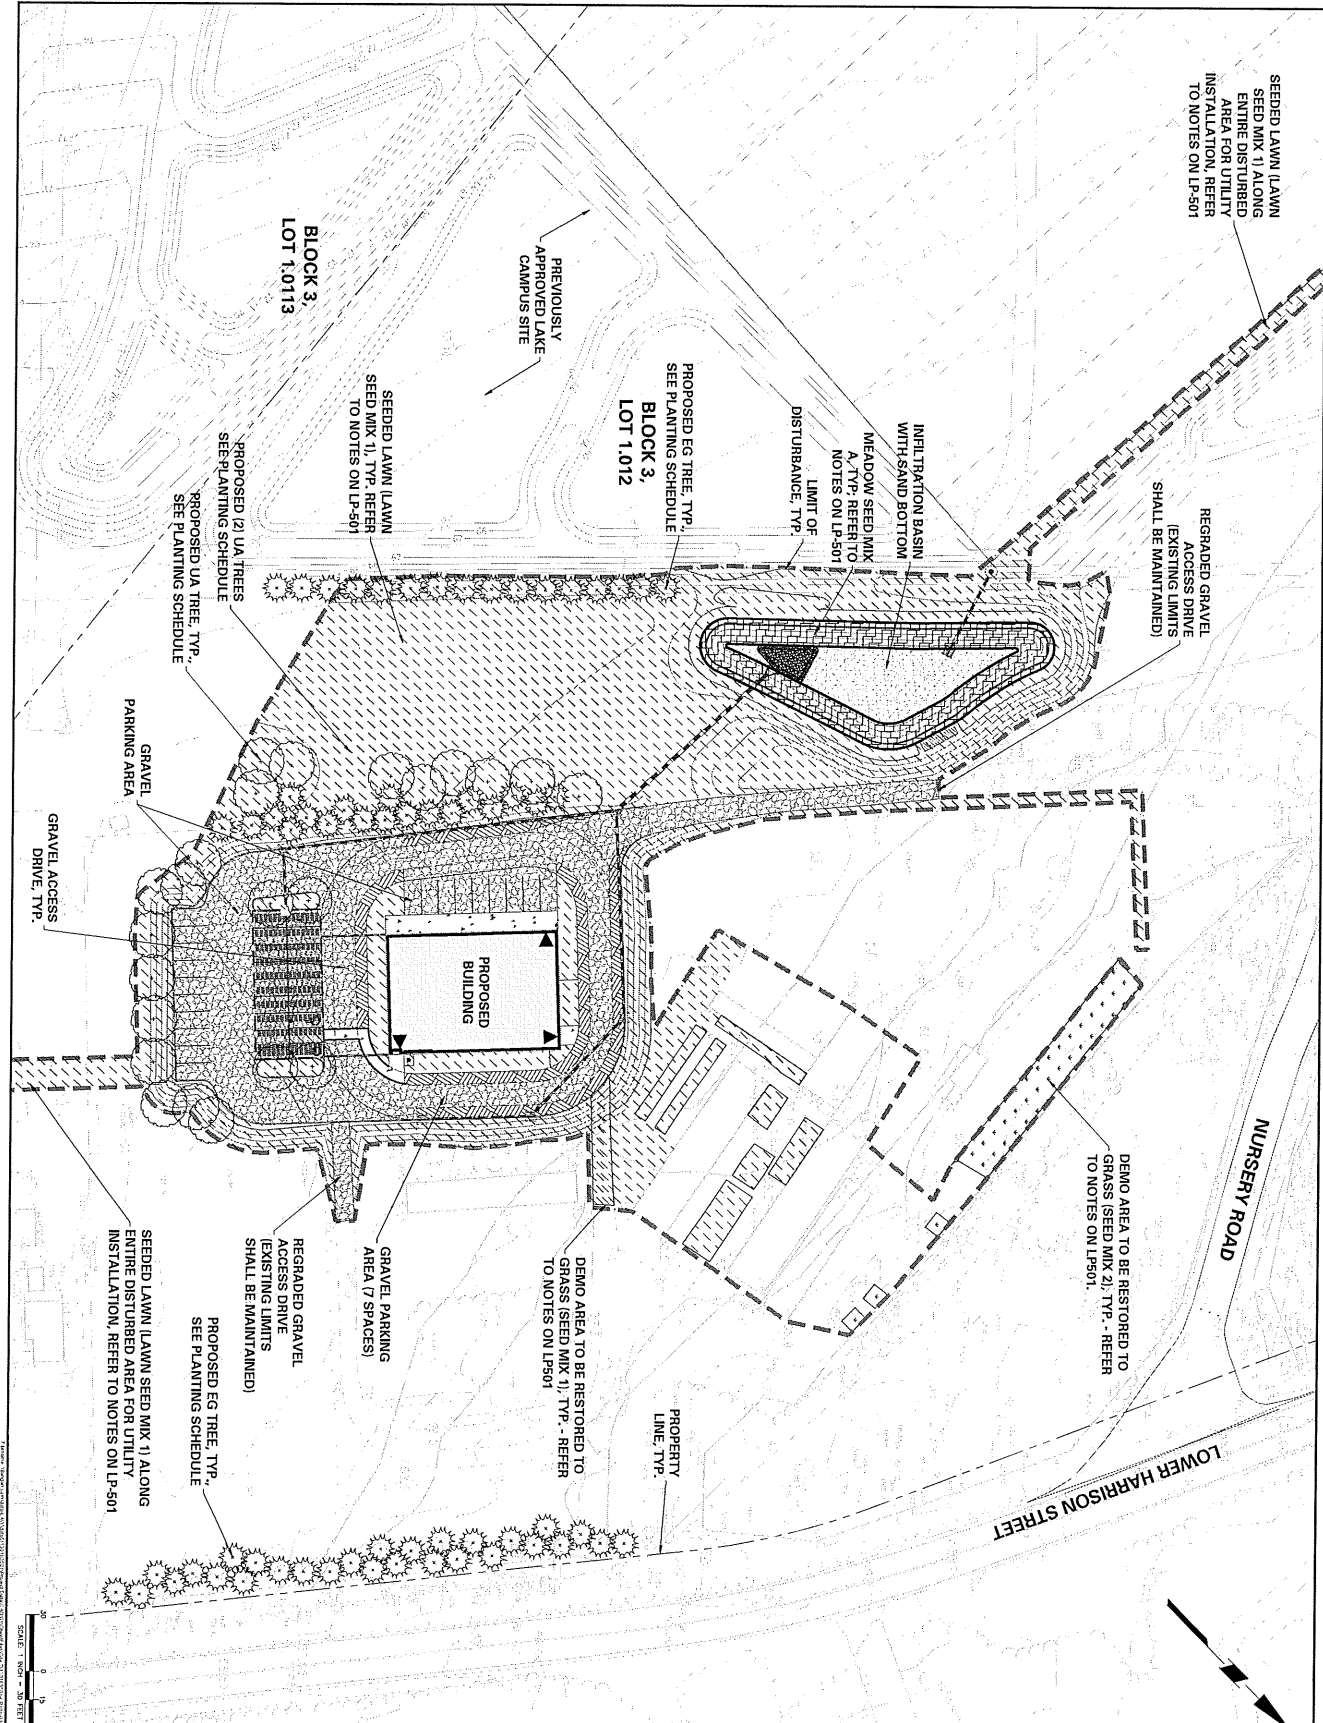 SEEDED LAWN (LAWN
SEED MIX 1) ALONG
ENTIRE DISTURBED
AREA FOR UTILITY
INSTALLATION, REFER
TO NOTES ON LP-501
REGRADED GRAVEL
ACCESS DRIVE
(EXISTING LIMITS
SHALL BE MAINTAINED)
NURSERY ROAD
LOWER HARRISON STREET
DEMO AREA TO BE RESTORED TO
GRASS (SEED MIX 2), TYP. - REFER
TO NOTES ON LP501.
INFILTRATION BASIN
WITH SAND BOTTOM
MEADOW SEED MIX
A, TYP. REFER TO
NOTES ON LP-501
LIMIT OF
DISTURBANCE, TYP.
PROPOSED EG TREE, TYP.,
SEE PLANTING SCHEDULE
BLOCK 3,
LOT 1.012
PREVIOUSLY
APPROVED LAKE
CAMPUS SITE
BLOCK 3,
LOT 1.0113
SEEDED LAWN (LAWN
SEED MIX 1), TYP. REFER
TO NOTES ON LP-501
PROPOSED (2) UA TREES
SEE PLANTING SCHEDULE
PROPOSED UA TREE, TYP.,
SEE PLANTING SCHEDULE
GRAVEL
PARKING AREA
GRAVEL ACCESS
DRIVE, TYP.
PROPOSED
BUILDING
PROPERTY
LINE, TYP.
DEMO AREA TO BE RESTORED TO
GRASS (SEED MIX 1), TYP. - REFER
TO NOTES ON LP501
GRAVEL PARKING
AREA (7 SPACES)
REGRADED GRAVEL
ACCESS DRIVE
(EXISTING LIMITS
SHALL BE MAINTAINED)
PROPOSED EG TREE, TYP.,
SEE PLANTING SCHEDULE
SEEDED LAWN (LAWN SEED MIX 1) ALONG
ENTIRE DISTURBED AREA FOR UTILITY
INSTALLATION, REFER TO NOTES ON LP-501
30 0 15
SCALE: 1 INCH = 30 FEET